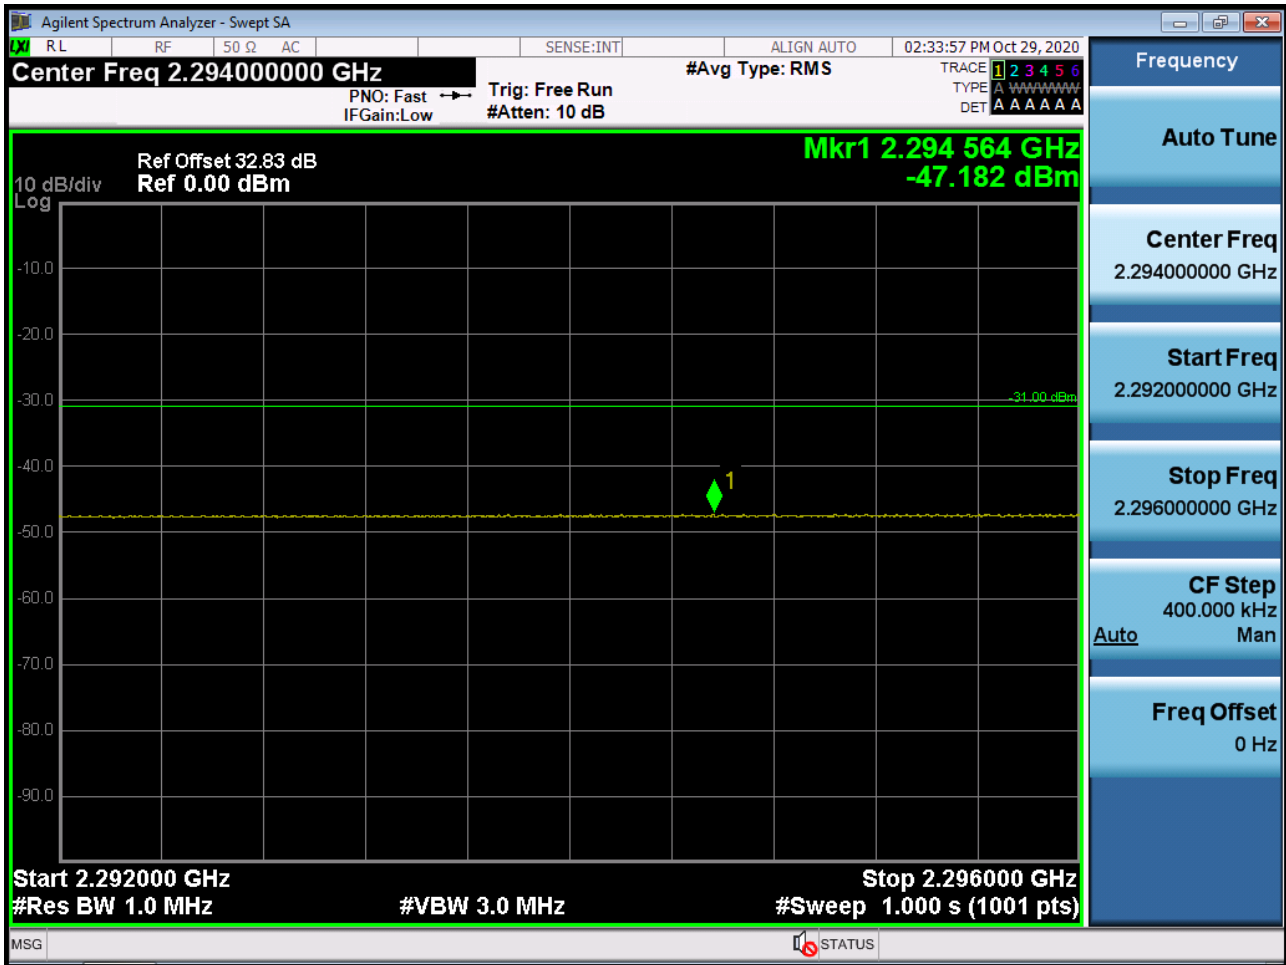 Agilent Spectrum Analyzer - Swept SA
LXI RL RF 50 Ω AC SENSE:INT ALIGN AUTO 02:33:57 PM Oct 29, 2020
Center Freq 2.294000000 GHz
PNO: Fast
IFGain:Low
Trig: Free Run
#Atten: 10 dB
#Avg Type: RMS
TRACE 1 2 3 4 5 6
TYPE A WWWWW
DET A A A A A A
Ref Offset 32.83 dB
10 dB/div Ref 0.00 dBm
Log
Mkr1 2.294 564 GHz
-47.182 dBm
-10.0
-20.0
-30.0
-31.00 dBm
-40.0
1
-50.0
-60.0
-70.0
-80.0
-90.0
Start 2.292000 GHz Stop 2.296000 GHz
#Res BW 1.0 MHz #VBW 3.0 MHz #Sweep 1.000 s (1001 pts)
MSG STATUS
Frequency
Auto Tune
Center Freq
2.294000000 GHz
Start Freq
2.292000000 GHz
Stop Freq
2.296000000 GHz
CF Step
400.000 kHz
Auto Man
Freq Offset
0 Hz